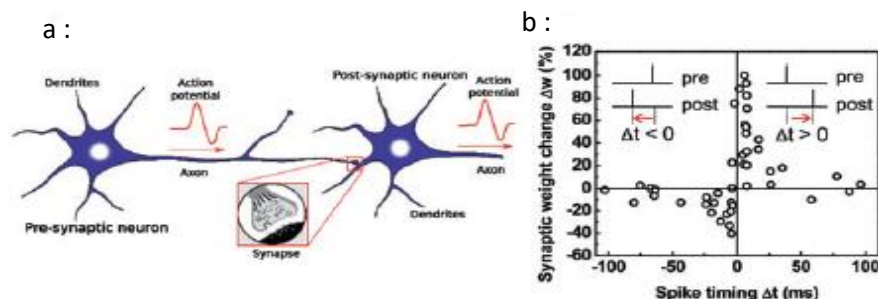 a :
Dendrites
Action
potential
Axon
Pre-synaptic neuron
Synapse
Post-synaptic neuron
Action
potential
Axon
Dendrites
b :
Synaptic weight change Δw (%)
120
100
80
60
40
20
0
-20
-40
-60
pre
post
Δt < 0
pre
post
Δt > 0
-100
-50
0
50
100
Spike timing Δt (ms)